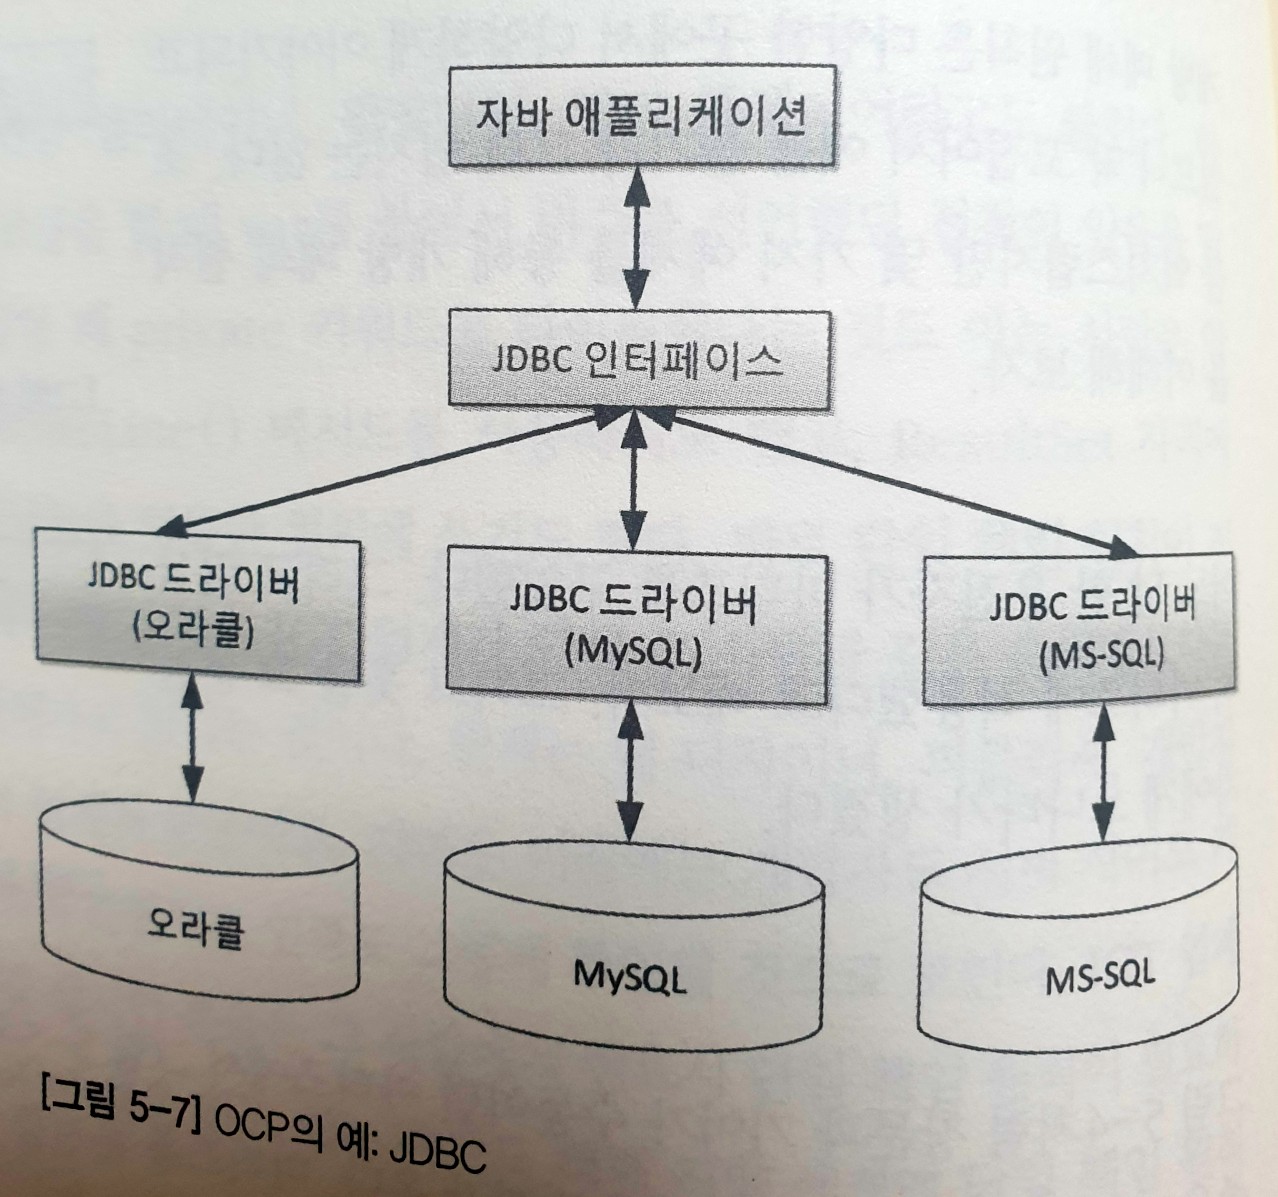 자바 애플리케이션
JDBC 인터페이스
JDBC 드라이버
(오라클)
JDBC 드라이버
(MySQL)
JDBC 드라이버
(MS-SQL)
오라클
MySQL
MS-SQL
[그림 5-7] OCP의 예: JDBC